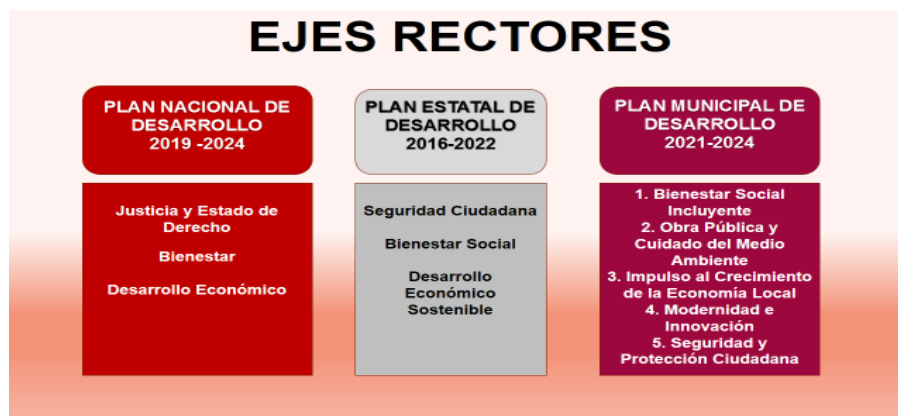 EJES RECTORES
PLAN NACIONAL DE
DESARROLLO
2019 -2024
Justicia y Estado de
Derecho
Bienestar
Desarrollo Económico
PLAN ESTATAL DE
DESARROLLO
2016-2022
Seguridad Ciudadana
Bienestar Social
Desarrollo
Económico
Sostenible
PLAN MUNICIPAL DE
DESARROLLO
2021-2024
1. Bienestar Social
Incluyente
2. Obra Pública y
Cuidado del Medio
Ambiente
3. Impulso al Crecimiento
de la Economía Local
4. Modernidad e
Innovación
5. Seguridad y
Protección Ciudadana